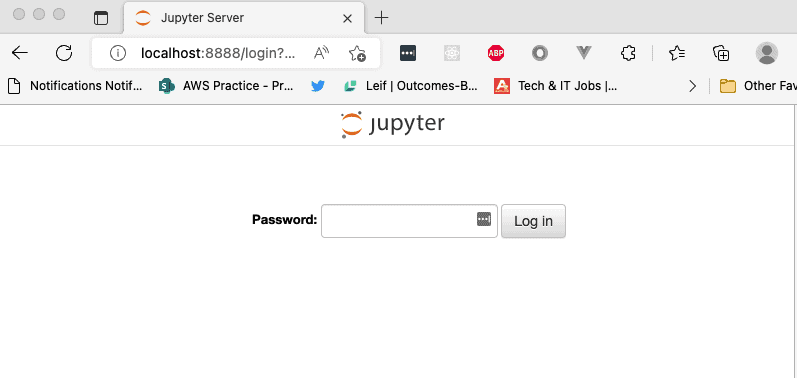 Jupyter Server
localhost:8888/login?...
ABP
Notifications Notif... AWS Practice - Pr... Leif | Outcomes-B... Tech & IT Jobs |... Other Fav
jupyter
Password: Log in